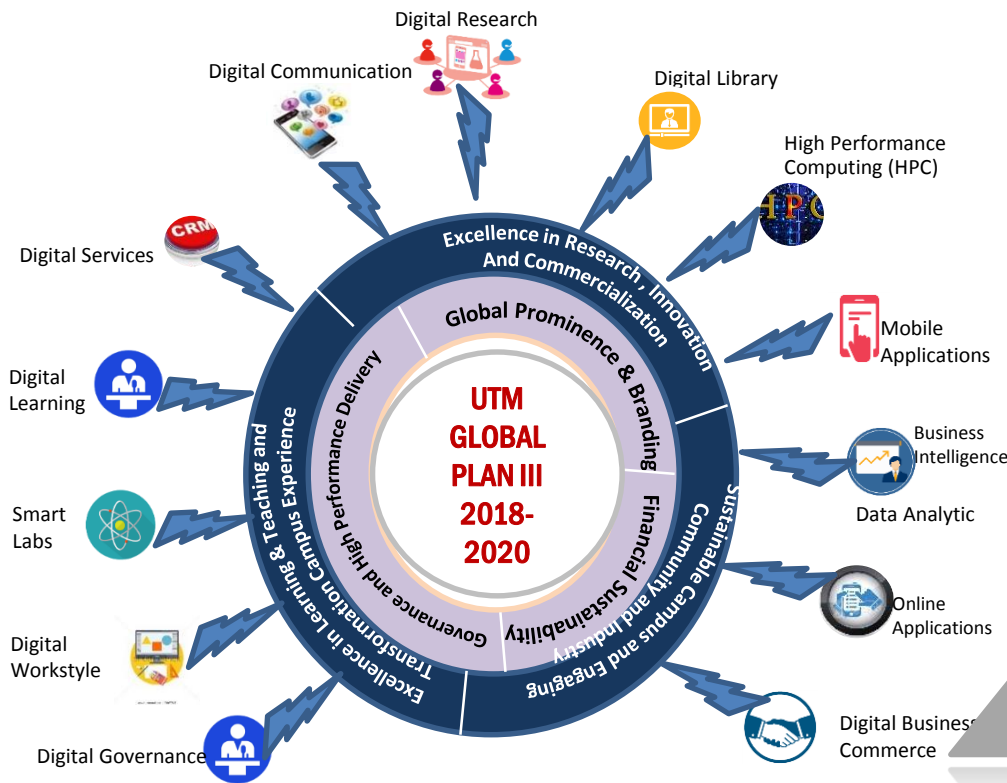 Digital Research
Digital Communication
Digital Library
High Performance
Computing (HPC)
HPC
CRM
Digital Services
Mobile
Applications
Digital
Learning
Business
Intelligence
Data Analytic
Smart
Labs
Online
Applications
Digital
Workstyle
Digital Business
Commerce
Digital Governance
Excellence in Research , Innovation
And Commercialization
Sustainable Campus and Engaging
Community and Industry
Excellence in Learning & Teaching and
Transformation Campus Experience
Global Prominence & Branding
Financial Sustainability
Governance and High Performance Delivery
UTM
GLOBAL
PLAN III
2018-
2020